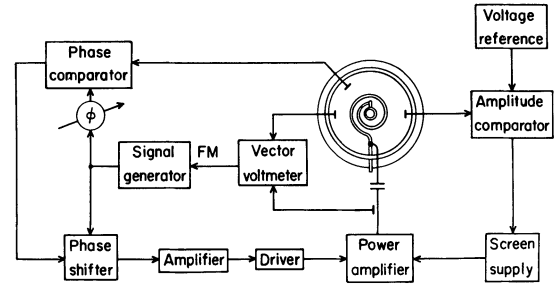 Voltage
reference
Phase
comparator
Amplitude
comparator
ϕ
Signal
generator
FM
Vector
voltmeter
Phase
shifter
Amplifier
Driver
Power
amplifier
Screen
supply